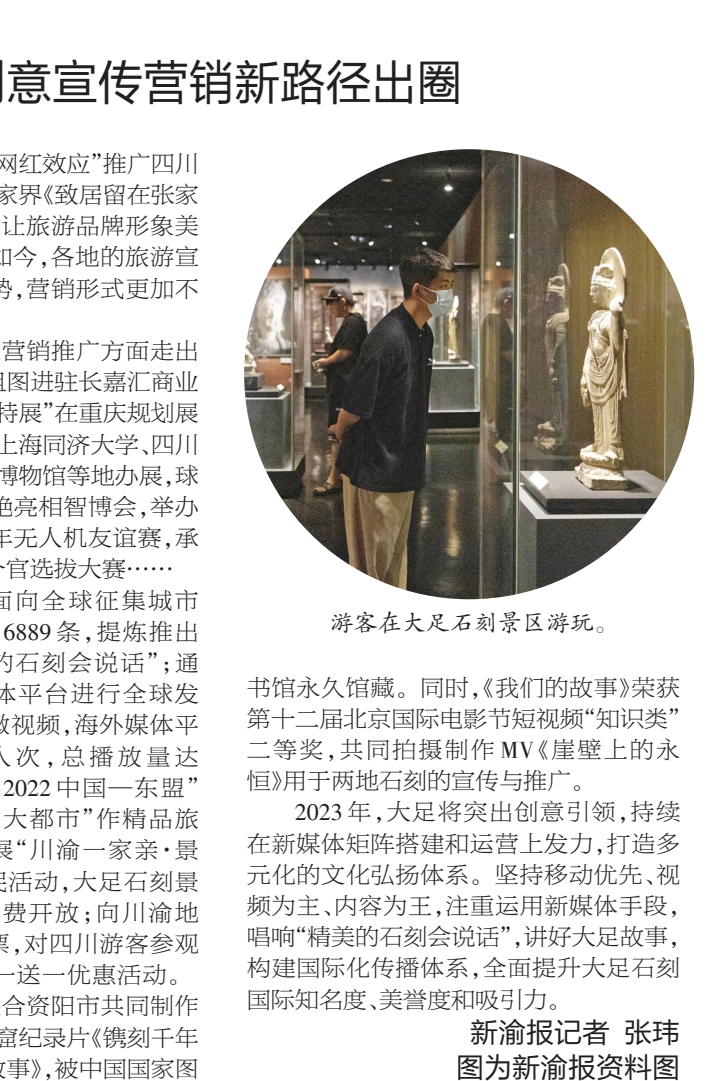 意宣传营销新路径出圈
网红效应”推广四川
家界《致居留在张家
让旅游品牌形象美
如今,各地的旅游宣
势,营销形式更加不
营销推广方面走出
组图进驻长嘉汇商业
特展”在重庆规划展
上海同济大学、四川
博物馆等地办展,球
艳亮相智博会,举办
年无人机友谊赛,承
官选拔大赛……
面向全球征集城市
6889条,提炼推出
的石刻会说话”;通
体平台进行全球发
微视频,海外媒体平
人次,总播放量达
2022中国—东盟”
大都市”作精品旅
展“川渝一家亲·景
民活动,大足石刻景
费开放;向川渝地
票,对四川游客参观
一送一优惠活动。
合资阳市共同制作
窟纪录片《镌刻千年
故事》,被中国国家图
游客在大足石刻景区游玩。
书馆永久馆藏。同时,《我们的故事》荣获
第十二届北京国际电影节短视频“知识类”
二等奖,共同拍摄制作MV《崖壁上的永
恒》用于两地石刻的宣传与推广。
2023年,大足将突出创意引领,持续
在新媒体矩阵搭建和运营上发力,打造多
元化的文化弘扬体系。坚持移动优先、视
频为主、内容为王,注重运用新媒体手段,
唱响“精美的石刻会说话”,讲好大足故事,
构建国际化传播体系,全面提升大足石刻
国际知名度、美誉度和吸引力。
新渝报记者 张玮
图为新渝报资料图